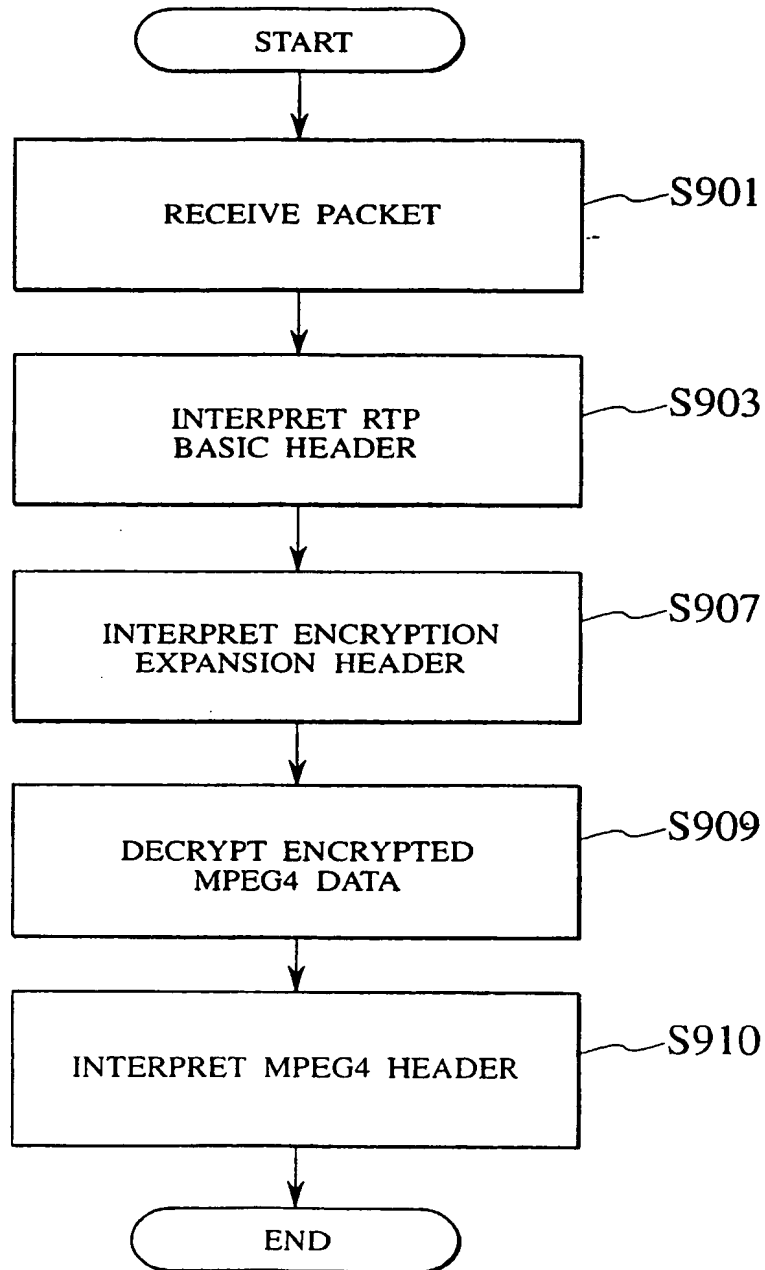 START
RECEIVE PACKET
S901
INTERPRET RTP
BASIC HEADER
S903
INTERPRET ENCRYPTION
EXPANSION HEADER
S907
DECRYPT ENCRYPTED
MPEG4 DATA
S909
INTERPRET MPEG4 HEADER
S910
END